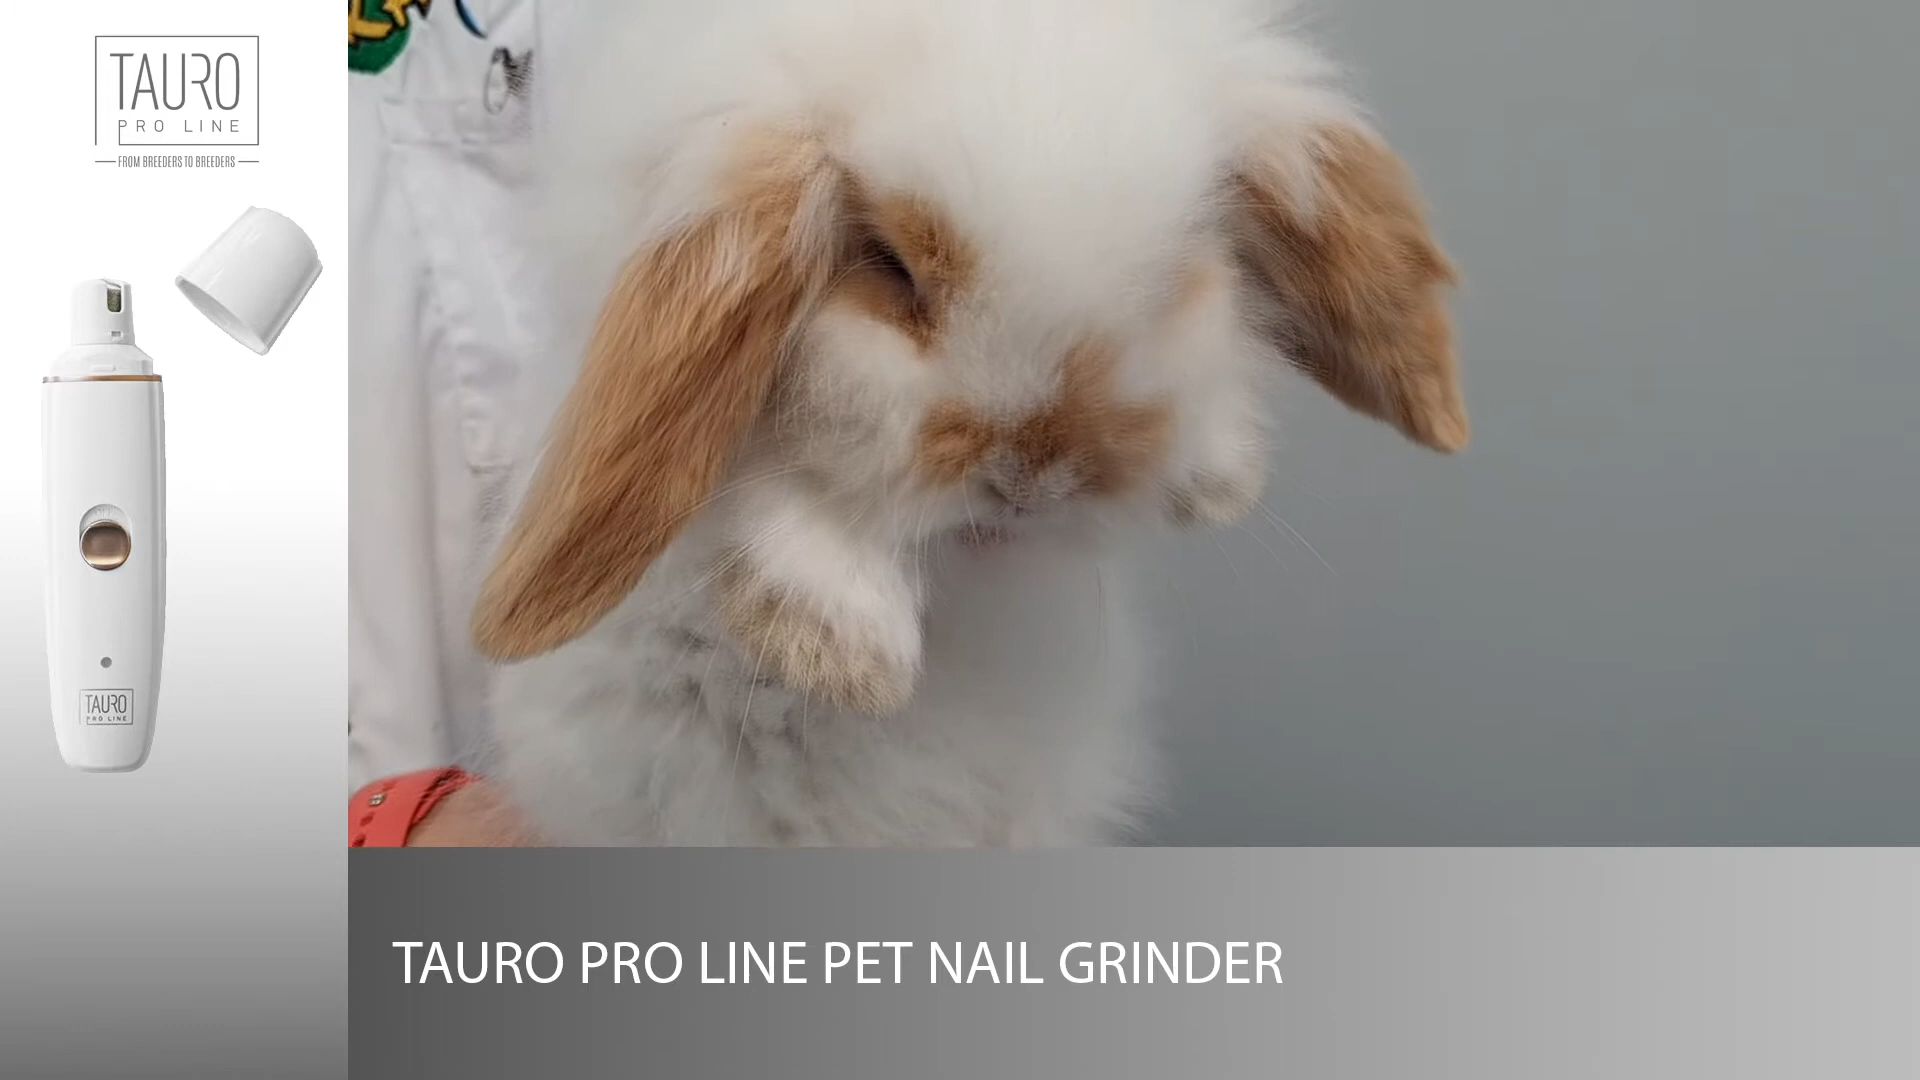 TAURO
PRO LINE
FROM BREEDERS TO BREEDERS
TAURO
PRO LINE
TAURO PRO LINE PET NAIL GRINDER